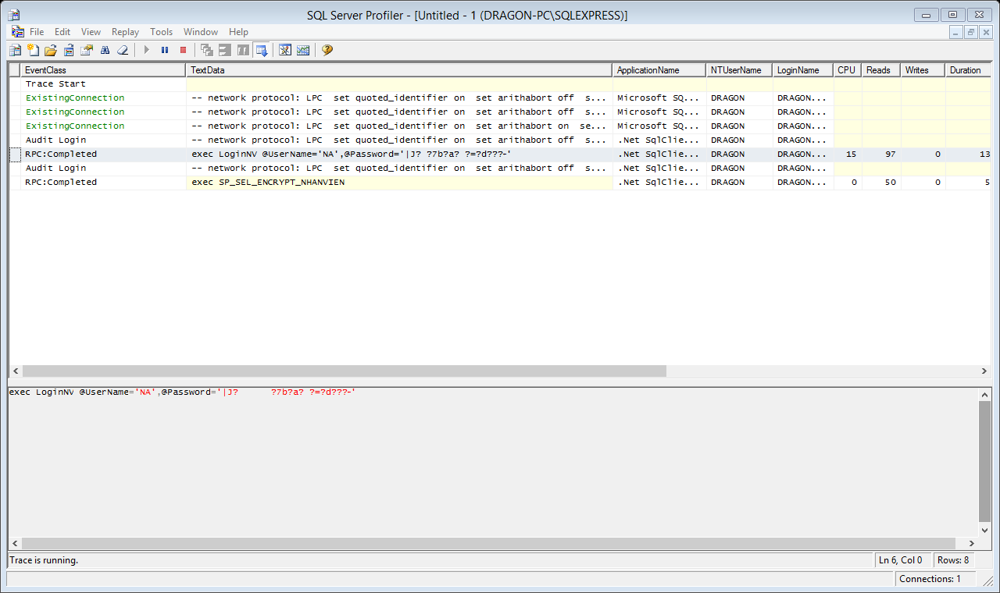 SQL Server Profiler - [Untitled - 1 (DRAGON-PC\SQLEXPRESS)]
File Edit View Replay Tools Window Help
EventClass TextData ApplicationName NTUserName LoginName CPU Reads Writes Duration
Trace Start
ExistingConnection -- network protocol: LPC set quoted_identifier on set arithabort off s... Microsoft SQ... DRAGON DRAGON...
ExistingConnection -- network protocol: LPC set quoted_identifier on set arithabort off s... Microsoft SQ... DRAGON DRAGON...
ExistingConnection -- network protocol: LPC set quoted_identifier on set arithabort on se... Microsoft SQ... DRAGON DRAGON...
Audit Login -- network protocol: LPC set quoted_identifier on set arithabort off s... .Net SqlClie... DRAGON DRAGON...
RPC:Completed exec LoginNV @UserName='NA',@Password='|J? ?7b?a? ?=?d???-' .Net SqlClie... DRAGON DRAGON... 15 97 0 13
Audit Login -- network protocol: LPC set quoted_identifier on set arithabort off s... .Net SqlClie... DRAGON DRAGON...
RPC:Completed exec SP_SEL_ENCRYPT_NHANVIEN .Net SqlClie... DRAGON DRAGON... 0 50 0 5
exec LoginNV @UserName='NA',@Password='|J? ?7b?a? ?=?d???-'
Trace is running. Ln 6, Col 0 Rows: 8
Connections: 1